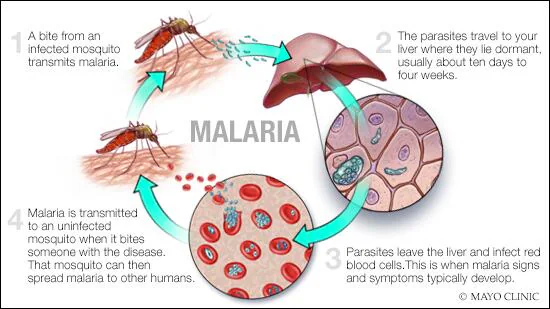 1
A bite from an
infected mosquito
transmits malaria.
2
The parasites travel to your
liver where they lie dormant,
usually about ten days to
four weeks.
MALARIA
4
Malaria is transmitted
to an uninfected
mosquito when it bites
someone with the disease.
That mosquito can then
spread malaria to other humans.
3
Parasites leave the liver and infect red
blood cells.This is when malaria signs
and symptoms typically develop.
© MAYO CLINIC